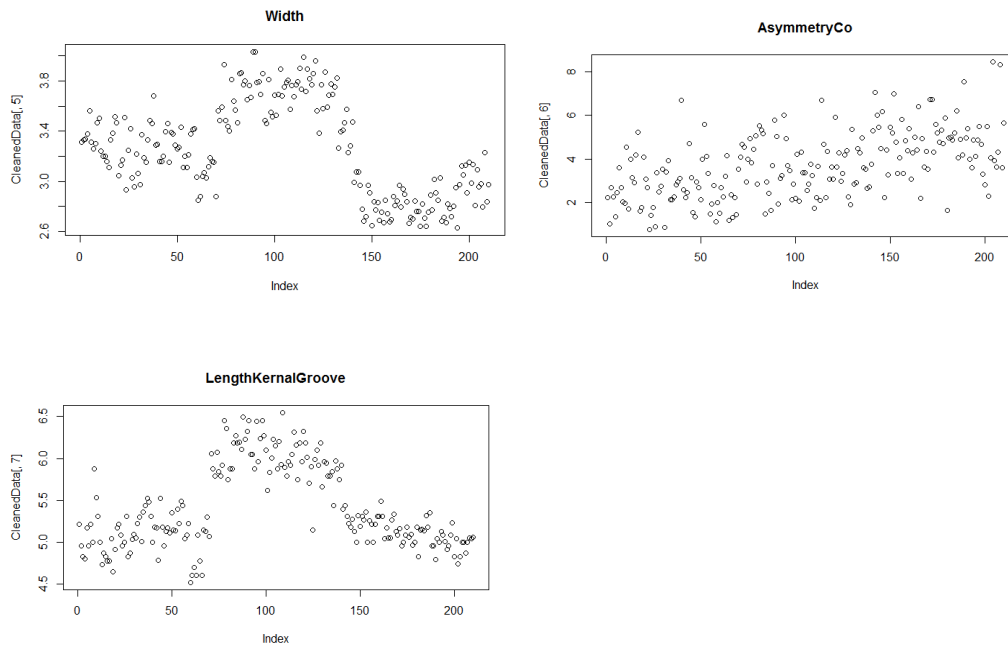 Width
CleanedData[, 5]
2.6 3.0 3.4 3.8
0 50 100 150 200
Index
AsymmetryCo
CleanedData[, 6]
2 4 6 8
0 50 100 150 200
Index
LengthKernalGroove
CleanedData[, 7]
4.5 5.0 5.5 6.0 6.5
0 50 100 150 200
Index